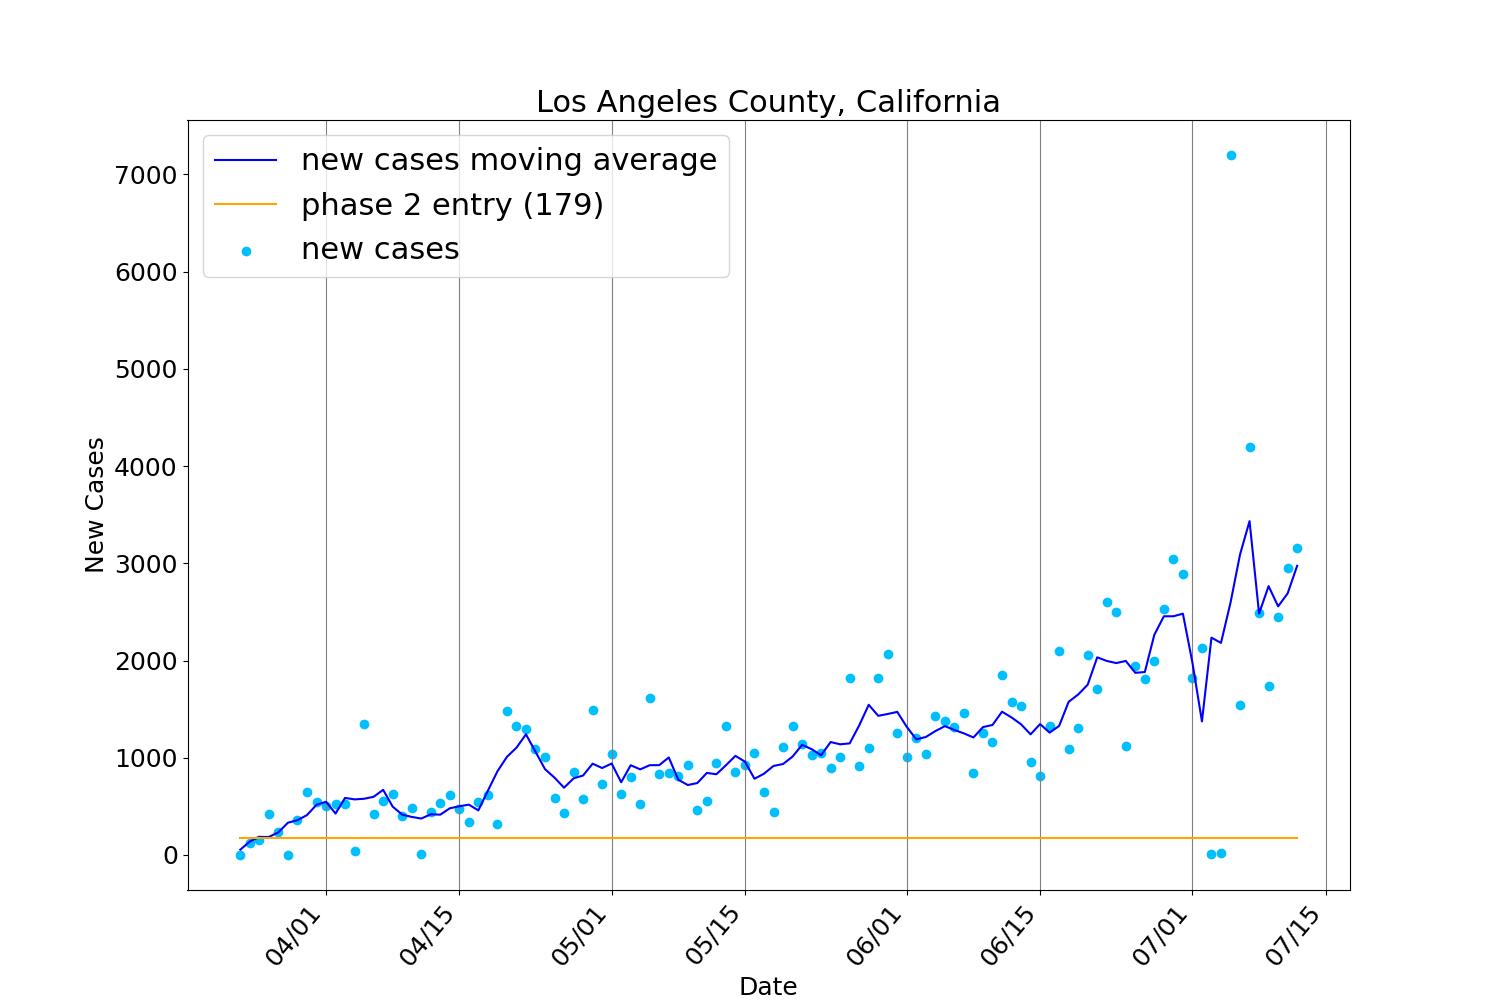 Los Angeles County, California
new cases moving average
phase 2 entry (179)
new cases
7000
6000
5000
4000
3000
2000
1000
0
New Cases
04/01
04/15
05/01
05/15
06/01
06/15
07/01
07/15
Date